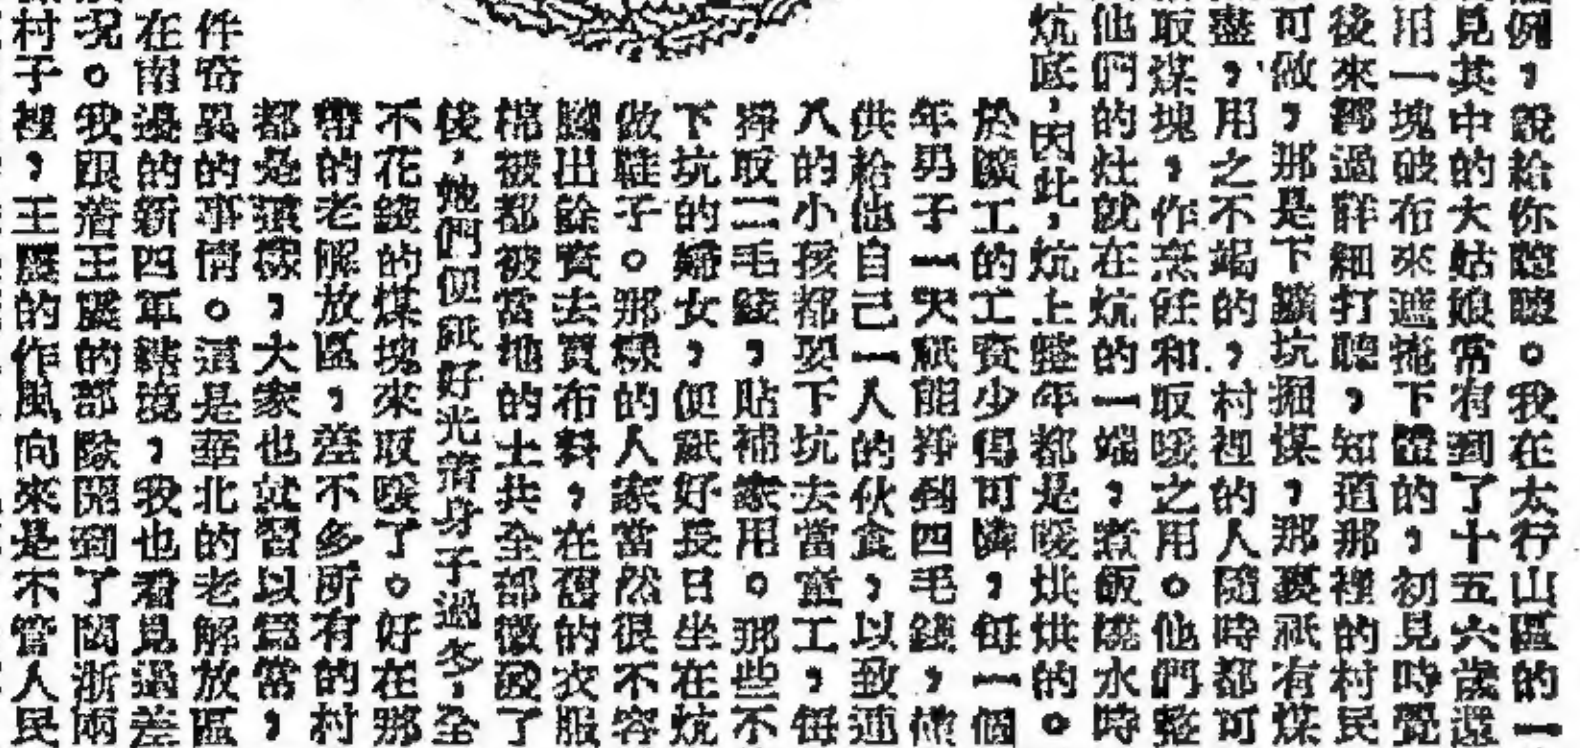 例，說給你聽聽。我在太行山區的一
見其中的大姑娘常有到了十五六歲還
用一塊破布來遮掩下體的，初見時覺
後來鄉過詳細打聽，知道那裡的村民
可做，那是下鑛坑掘煤，那裏祇有煤
盡，用之不竭的，村裡的人隨時都可
取煤塊，作烹飪和取暖之用。他們整
他們的灶就在炕的一端，煮飯燒水時
炕底，因此，炕上整年都是暖烘烘的。
於鑛工的工資少得可憐，每一個
年男子一天祇能掙到四毛錢，僅
供給他自己一人的伙食，以致連
八的小孩都要下坑去當童工，每
掙取二毛錢，貼補家用。那些不
下坑的婦女，便祇好長日坐在炕
做鞋子。那樣的人家當然很不容
騰出餘資去買布料，在舊的衣服
棉被都被當地的土共全部徵設了
後，她們便祇好光着身子過冬，全
不花錢的煤塊來取暖了。好在那
帶的老解放區，差不多所有的村
都是這樣，大家也就習以爲常，
件奇異的事情。這是華北的老解放區
在南邊的新四軍轄境，我也看見過差
況。我跟着王震的部隊開到了閩浙兩
村子裡，王震的作風向來是不管人民